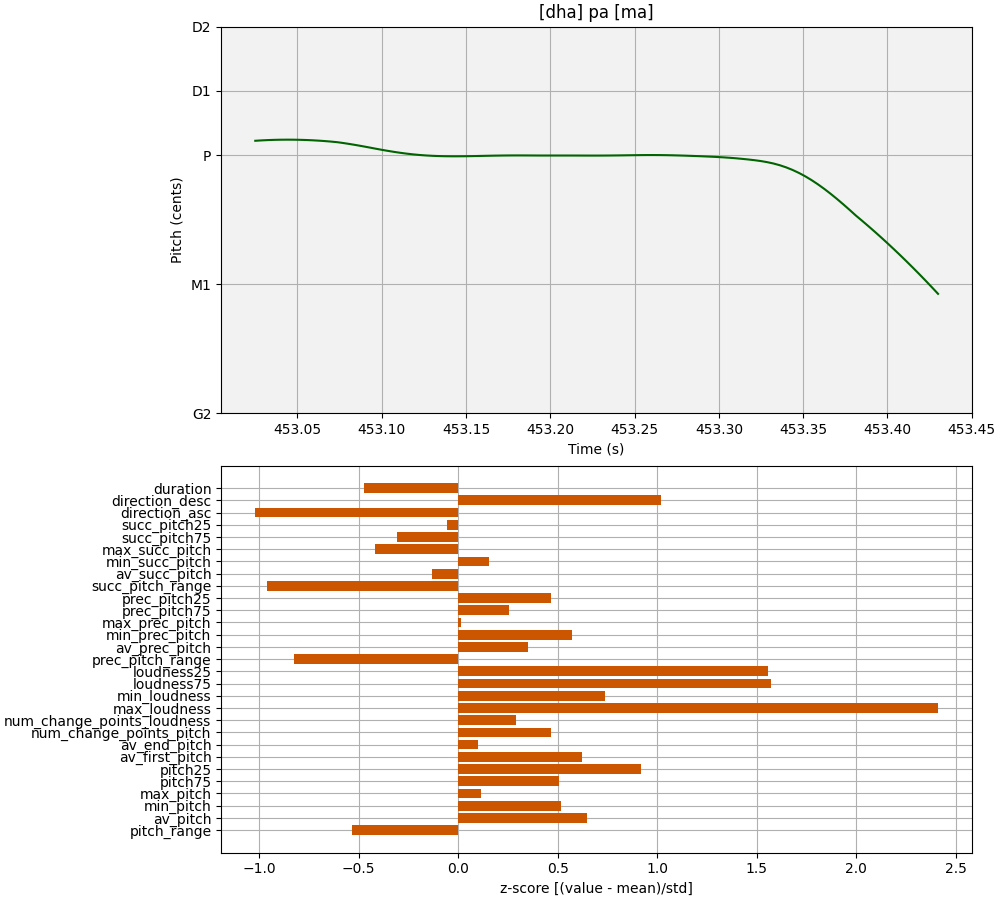 [dha] pa [ma]
D2
D1
P
M1
G2
Pitch (cents)
453.05 453.10 453.15 453.20 453.25 453.30 453.35 453.40 453.45
Time (s)
duration
direction_desc
direction_asc
succ_pitch25
succ_pitch75
max_succ_pitch
min_succ_pitch
av_succ_pitch
succ_pitch_range
prec_pitch25
prec_pitch75
max_prec_pitch
min_prec_pitch
av_prec_pitch
prec_pitch_range
loudness25
loudness75
min_loudness
max_loudness
num_change_points_loudness
num_change_points_pitch
av_end_pitch
av_first_pitch
pitch25
pitch75
max_pitch
min_pitch
av_pitch
pitch_range
−1.0 −0.5 0.0 0.5 1.0 1.5 2.0 2.5
z-score [(value - mean)/std]